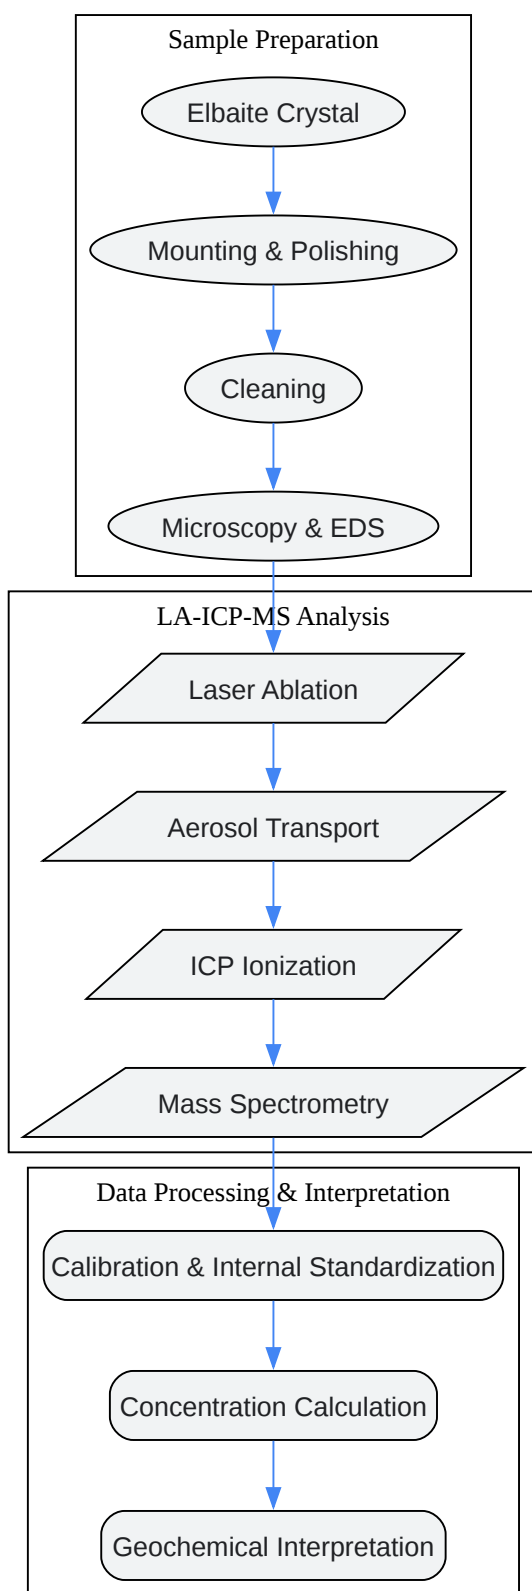 Sample Preparation
Elbaite Crystal
Mounting & Polishing
Cleaning
Microscopy & EDS
LA-ICP-MS Analysis
Laser Ablation
Aerosol Transport
ICP Ionization
Mass Spectrometry
Data Processing & Interpretation
Calibration & Internal Standardization
Concentration Calculation
Geochemical Interpretation